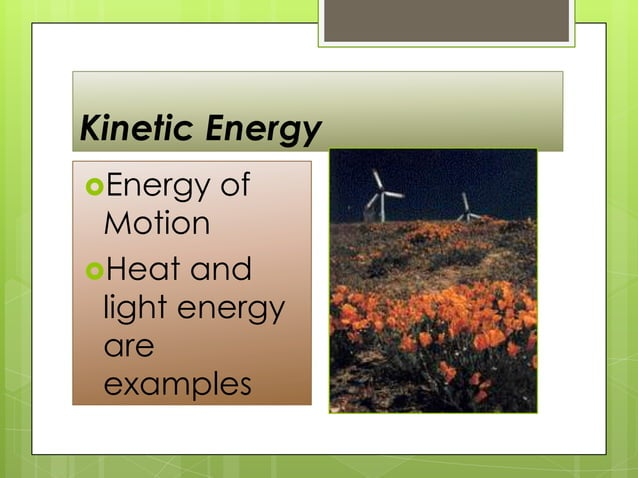 Kinetic Energy
Energy of
Motion
Heat and
light energy
are
examples